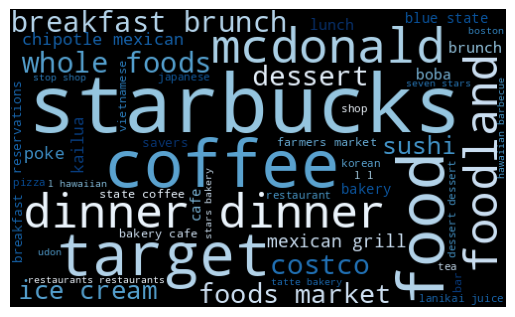 breakfast brunch
lunch
blue state
chipotle mexican
mcdonald
boston
brunch
whole foods
dessert
boba
stop shop
vietnamese
japanese
seven stars
starbucks
shop
foodland
hawaiian barbecue
reservations
kailua
savers
farmers market
sushi
poke
coffee
korean
food
pizza
l hawaiian
l l
bakery
state coffee
cafe
restaurant
dinner dinner
stars bakery
breakfast
bakery cafe
mexican grill
dessert dessert
udon
target
tea
bar
restaurants restaurants
costco
tatte bakery
ice cream
foods market
lanikai juice